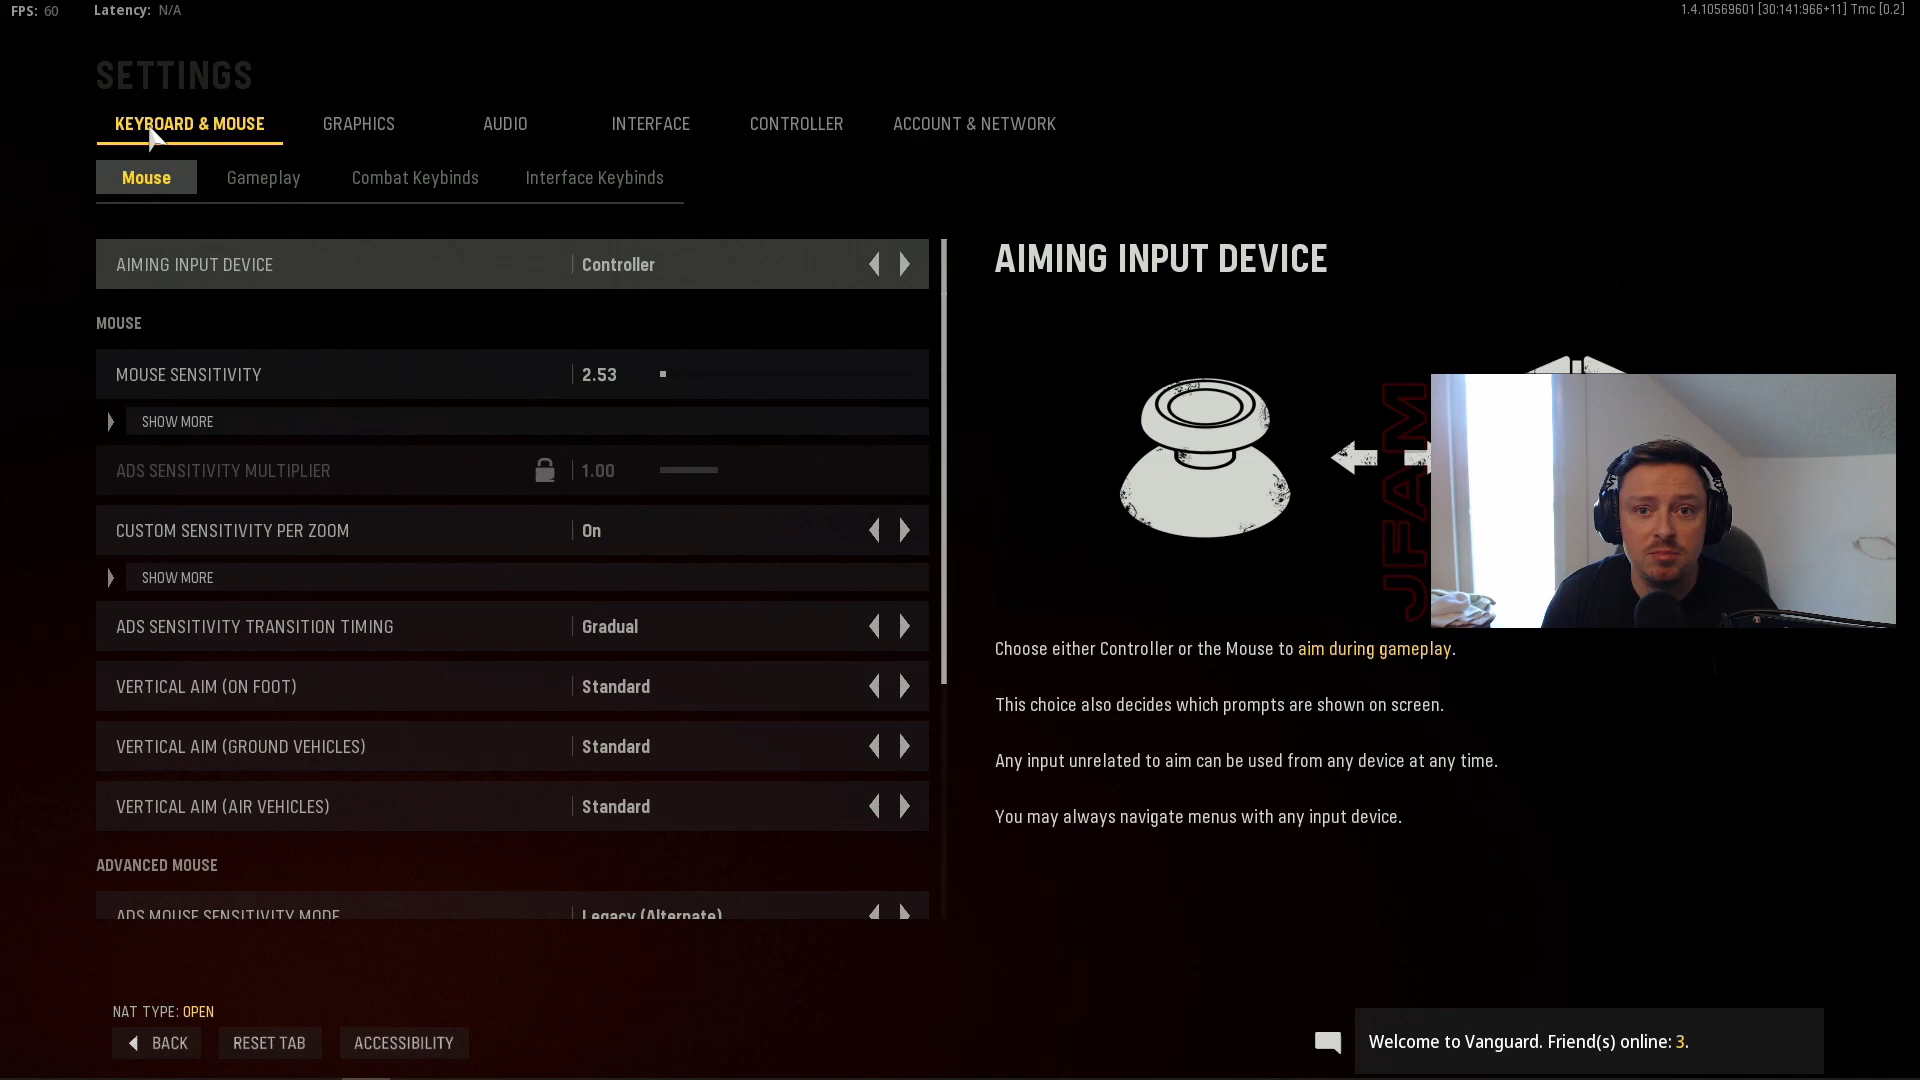 FPS: 60 Latency: N/A
1.4.10569601 [30:141:966+11] Tmc [0.2]
SETTINGS
KEYBOARD & MOUSE GRAPHICS AUDIO INTERFACE CONTROLLER ACCOUNT & NETWORK
Mouse Gameplay Combat Keybinds Interface Keybinds
AIMING INPUT DEVICE Controller
MOUSE
MOUSE SENSITIVITY 2.53
SHOW MORE
ADS SENSITIVITY MULTIPLIER 1.00
CUSTOM SENSITIVITY PER ZOOM On
SHOW MORE
ADS SENSITIVITY TRANSITION TIMING Gradual
VERTICAL AIM (ON FOOT) Standard
VERTICAL AIM (GROUND VEHICLES) Standard
VERTICAL AIM (AIR VEHICLES) Standard
ADVANCED MOUSE
ADS MOUSE SENSITIVITY MODE Legacy (Alternate)
AIMING INPUT DEVICE
JFAM
Choose either Controller or the Mouse to aim during gameplay.
This choice also decides which prompts are shown on screen.
Any input unrelated to aim can be used from any device at any time.
You may always navigate menus with any input device.
NAT TYPE: OPEN
BACK RESET TAB ACCESSIBILITY
Welcome to Vanguard. Friend(s) online: 3.